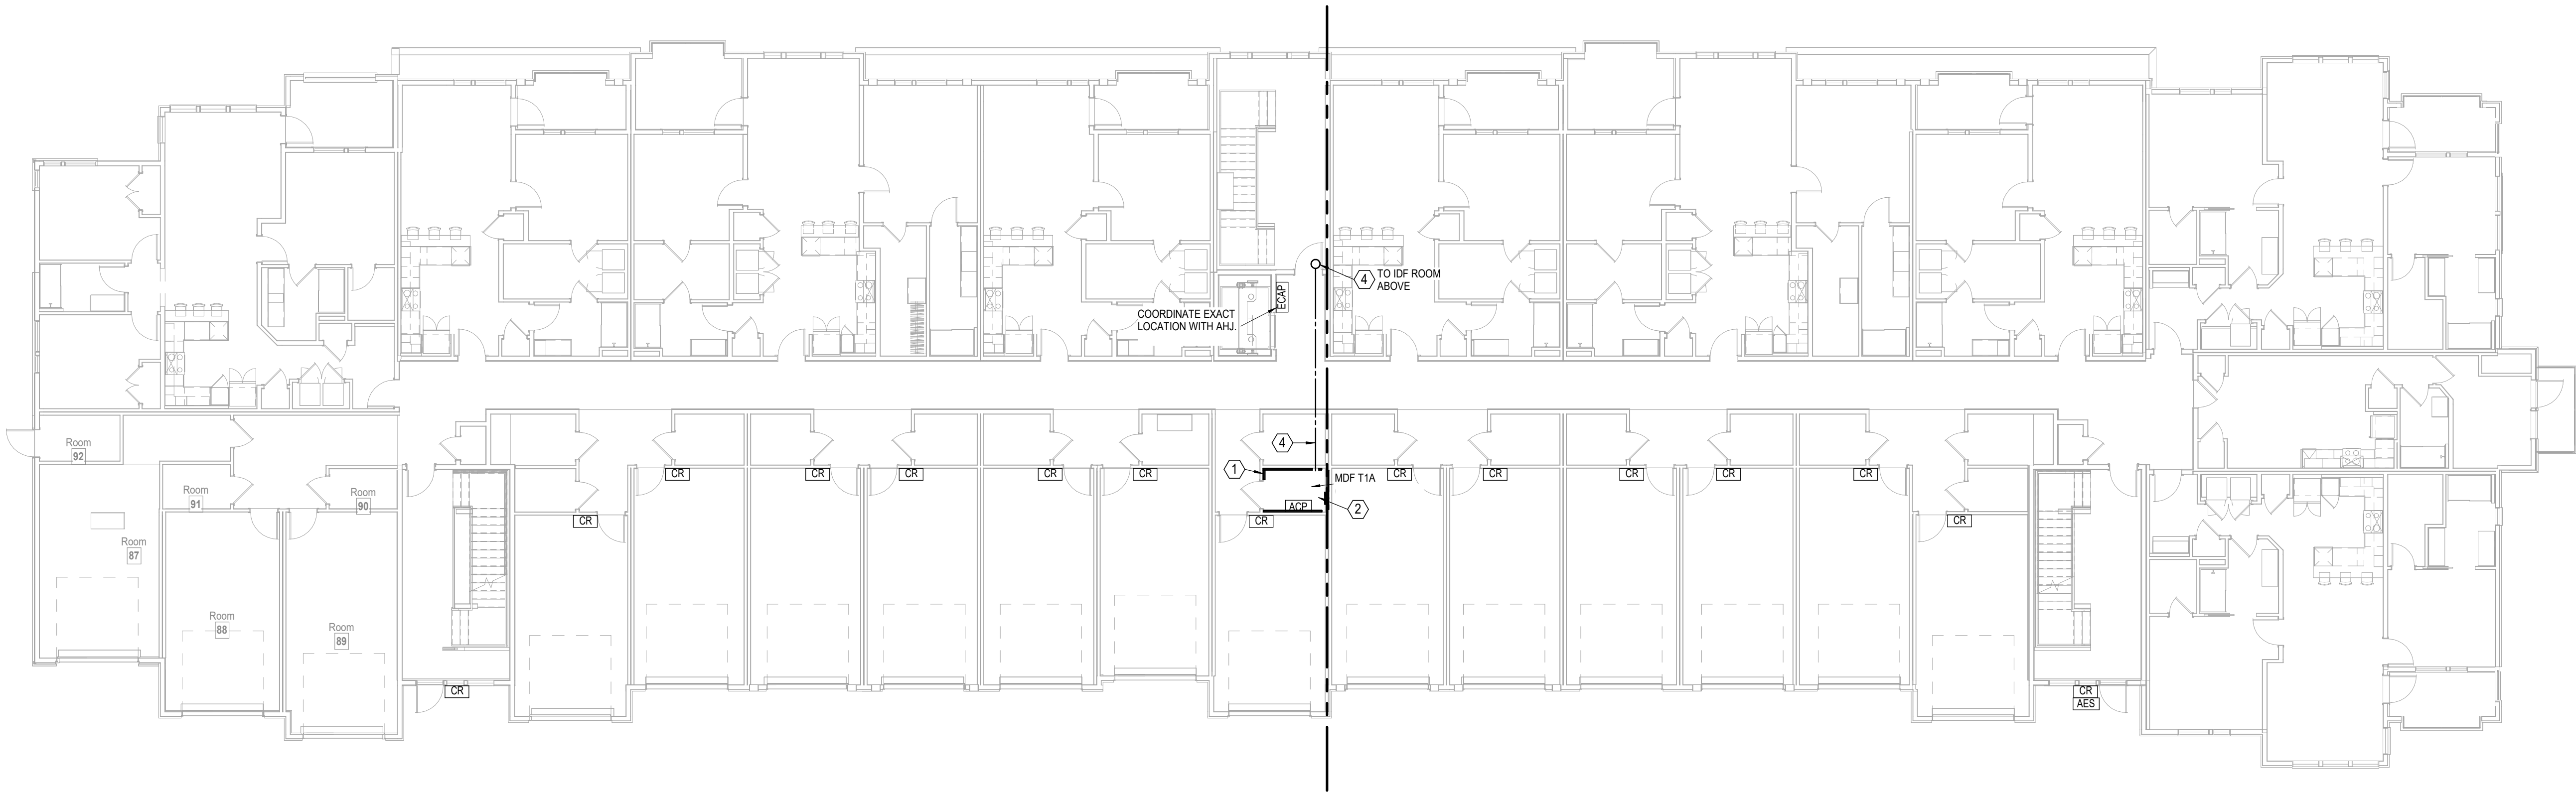 4
TO IDF ROOM
ABOVE
ECAP
COORDINATE EXACT
LOCATION WITH AHJ.
Room
92
4
1
CR
CR
CR
CR
CR
CR
CR
CR
CR
CR
MDF T1A
Room
91
Room
90
ACP
2
CR
CR
CR
Room
87
Room
88
Room
89
CR
CR
AES